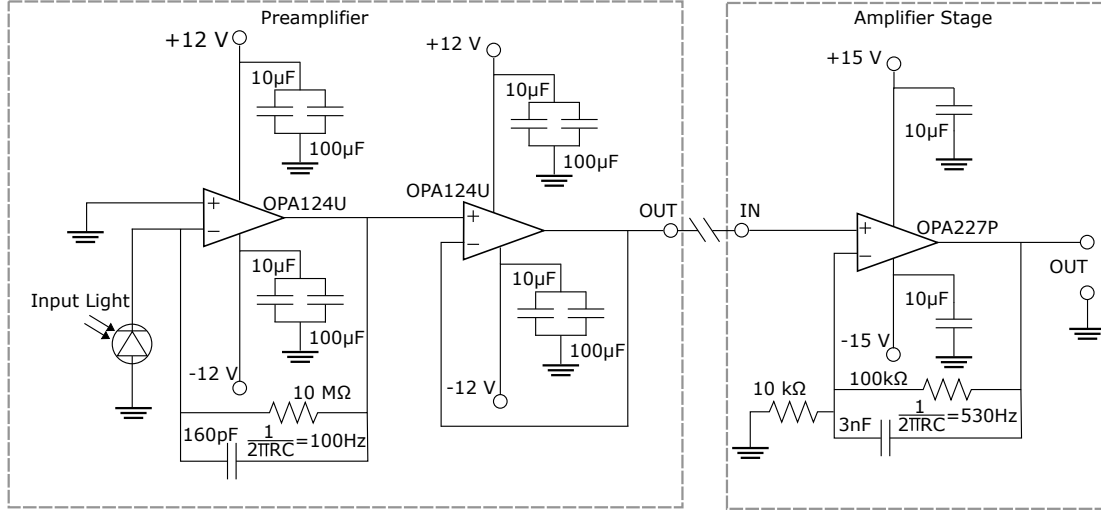 Preamplifier
Amplifier Stage
+12 V
10μF
100μF
OPA124U
+
−
10μF
100μF
-12 V
Input Light
10 MΩ
160pF
1/2πRC=100Hz
+12 V
10μF
100μF
OPA124U
+
−
10μF
100μF
-12 V
OUT
IN
+15 V
10μF
OPA227P
+
−
10μF
-15 V
OUT
10 kΩ
100kΩ
3nF
1/2πRC=530Hz